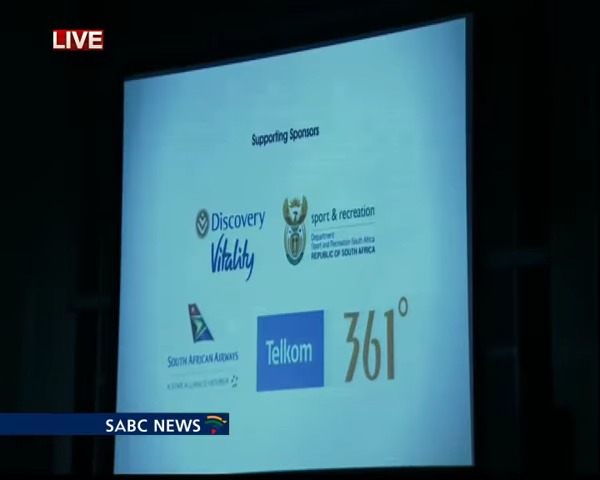 LIVE
Supporting Sponsors
Discovery
Vitality
sport & recreation
Department:
Sport and Recreation South Africa
REPUBLIC OF SOUTH AFRICA
SOUTH AFRICAN AIRWAYS
A STAR ALLIANCE MEMBER
Telkom
361°
SABC NEWS